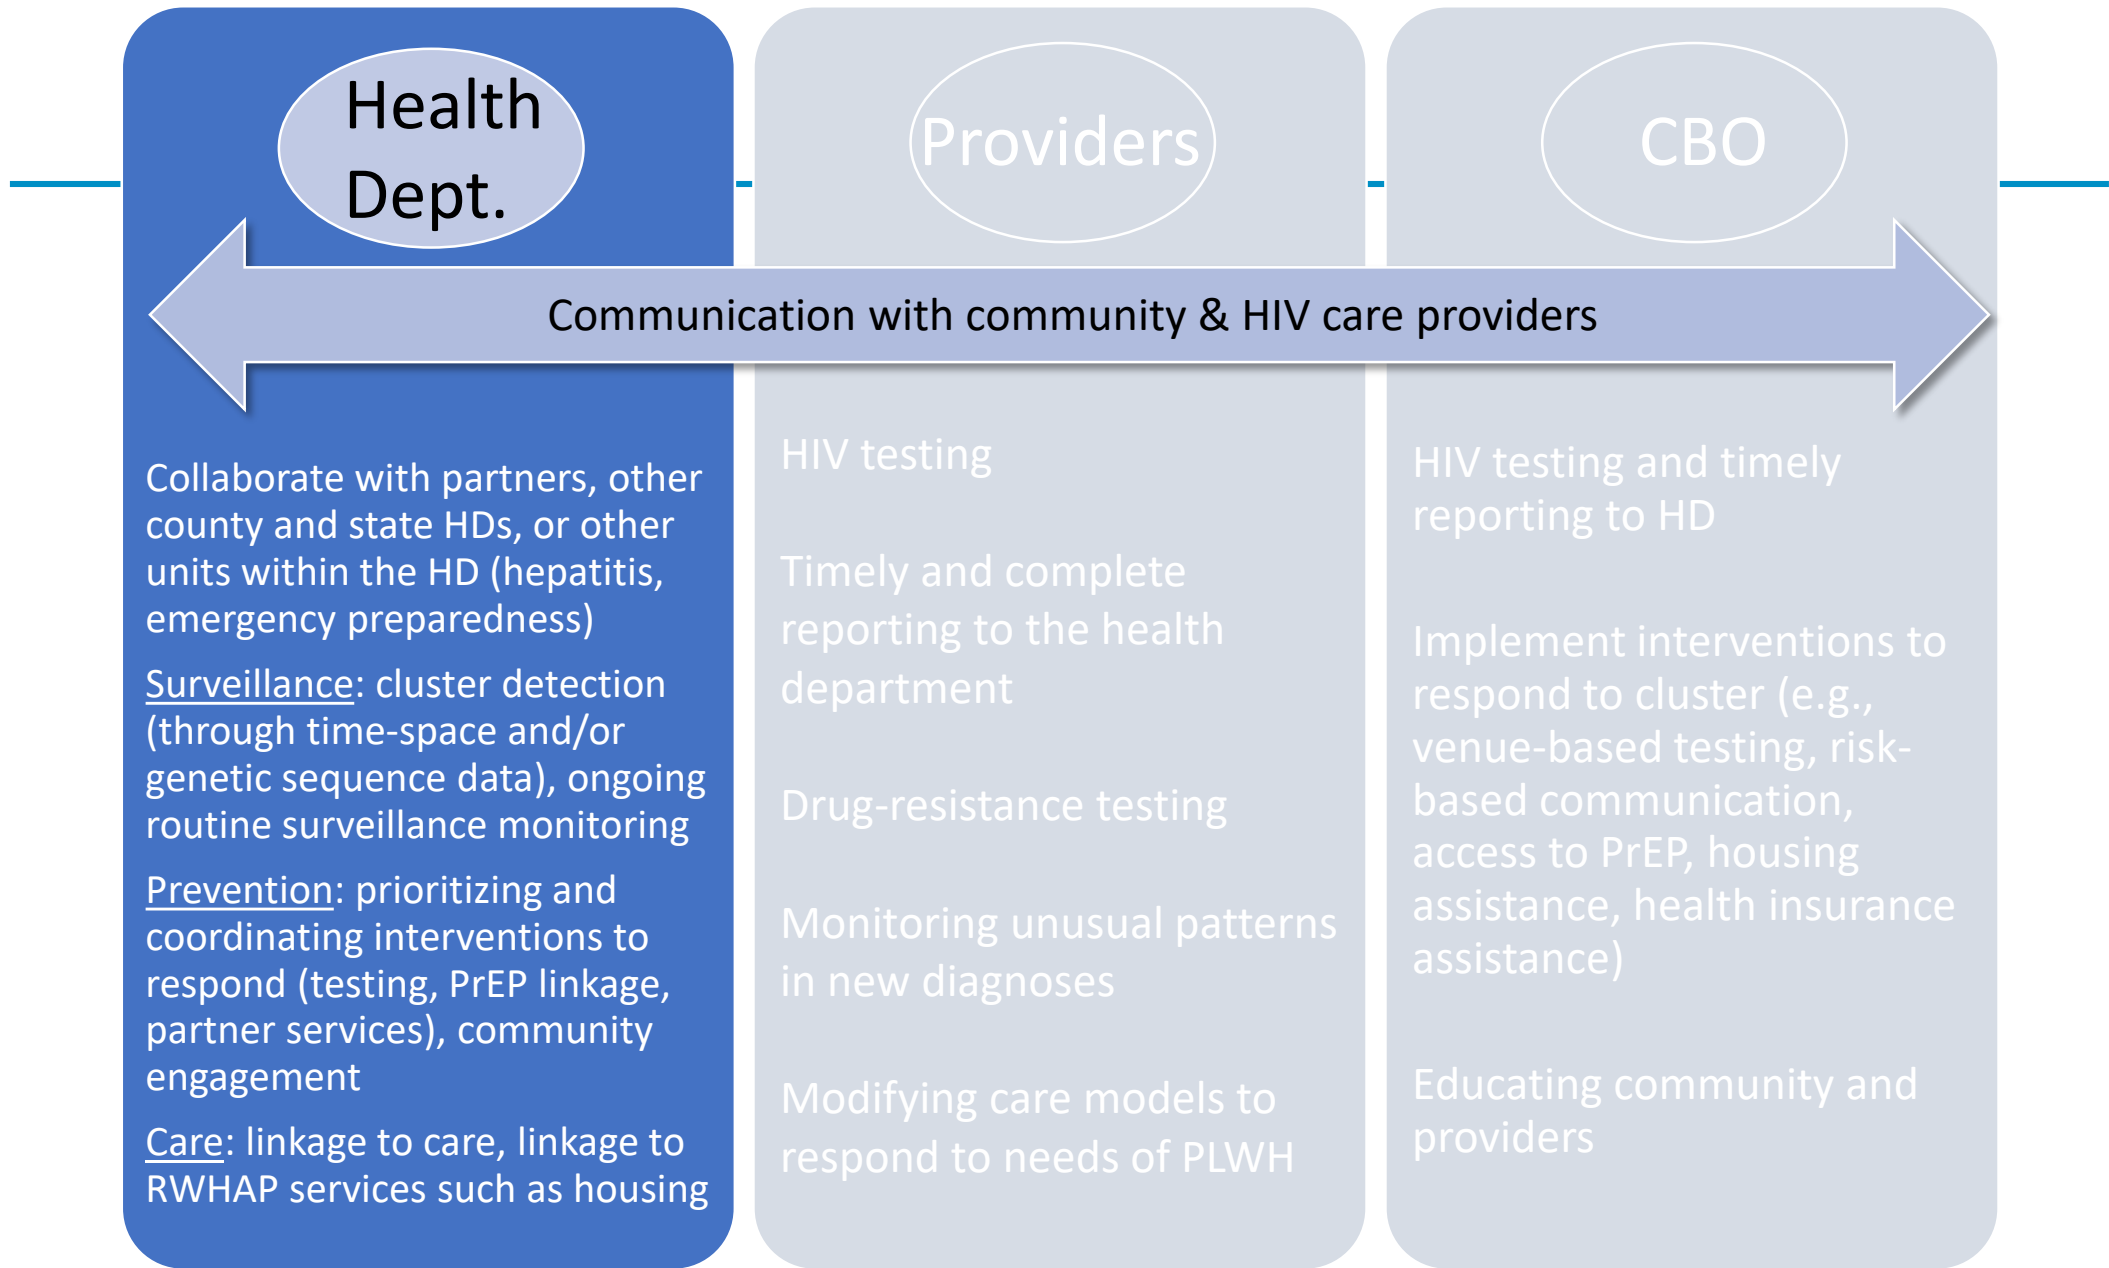 Health
Dept.
Providers
CBO
Communication with community & HIV care providers
Collaborate with partners, other
county and state HDs, or other
units within the HD (hepatitis,
emergency preparedness)
Surveillance: cluster detection
(through time-space and/or
genetic sequence data), ongoing
routine surveillance monitoring
Prevention: prioritizing and
coordinating interventions to
respond (testing, PrEP linkage,
partner services), community
engagement
Care: linkage to care, linkage to
RWHAP services such as housing
HIV testing
Timely and complete
reporting to the health
department
Drug-resistance testing
Monitoring unusual patterns
in new diagnoses
Modifying care models to
respond to needs of PLWH
HIV testing and timely
reporting to HD
Implement interventions to
respond to cluster (e.g.,
venue-based testing, risk-
based communication,
access to PrEP, housing
assistance, health insurance
assistance)
Educating community and
providers